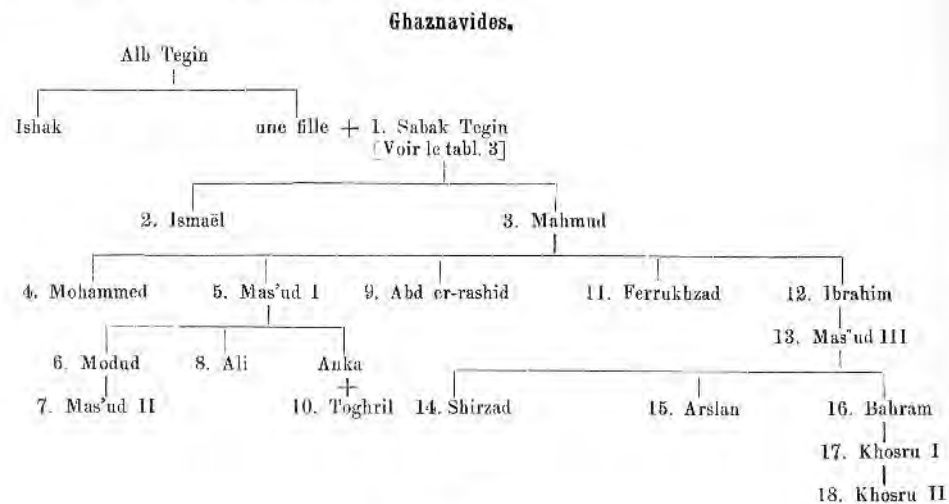 Ghaznavides.
Alb Tegin
Ishak une fille + 1. Sabak Tegin
[Voir le tabl. 3]
2. Ismaël 3. Mahmud
4. Mohammed 5. Mas'ud I 9. Abd er-rashid 11. Ferrukhzad 12. Ibrahim
13. Mas'ud III
6. Modud 8. Ali Anka
+
7. Mas'ud II 10. Toghril 14. Shirzad 15. Arslan 16. Bahram
17. Khosru I
18. Khosru II